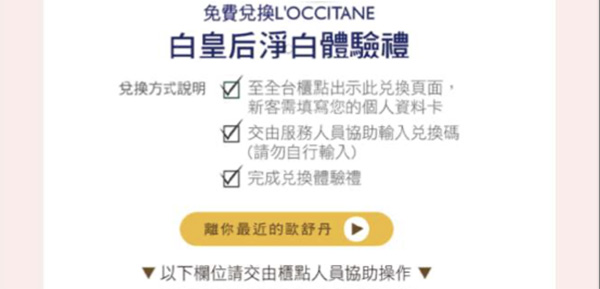 免費兌換L'OCCITANE
白皇后淨白體驗禮
兌換方式說明 至全台櫃點出示此兌換頁面，
新客需填寫您的個人資料卡
交由服務人員協助輸入兌換碼
(請勿自行輸入)
完成兌換體驗禮
離你最近的歐舒丹
▼以下欄位請交由櫃點人員協助操作▼